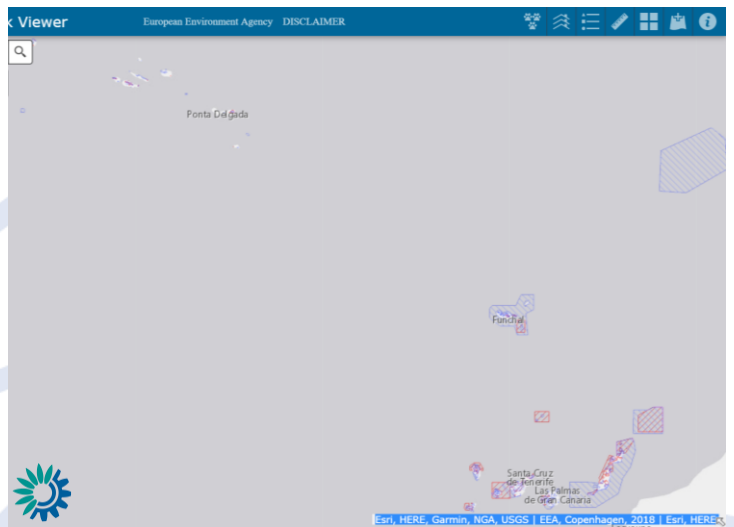 k Viewer
European Environment Agency DISCLAIMER
Ponta Delgada
Funchal
Santa Cruz
de Tenerife
Las Palmas
de Gran Canaria
Esri, HERE, Garmin, NGA, USGS | EEA, Copenhagen, 2018 | Esri, HERE